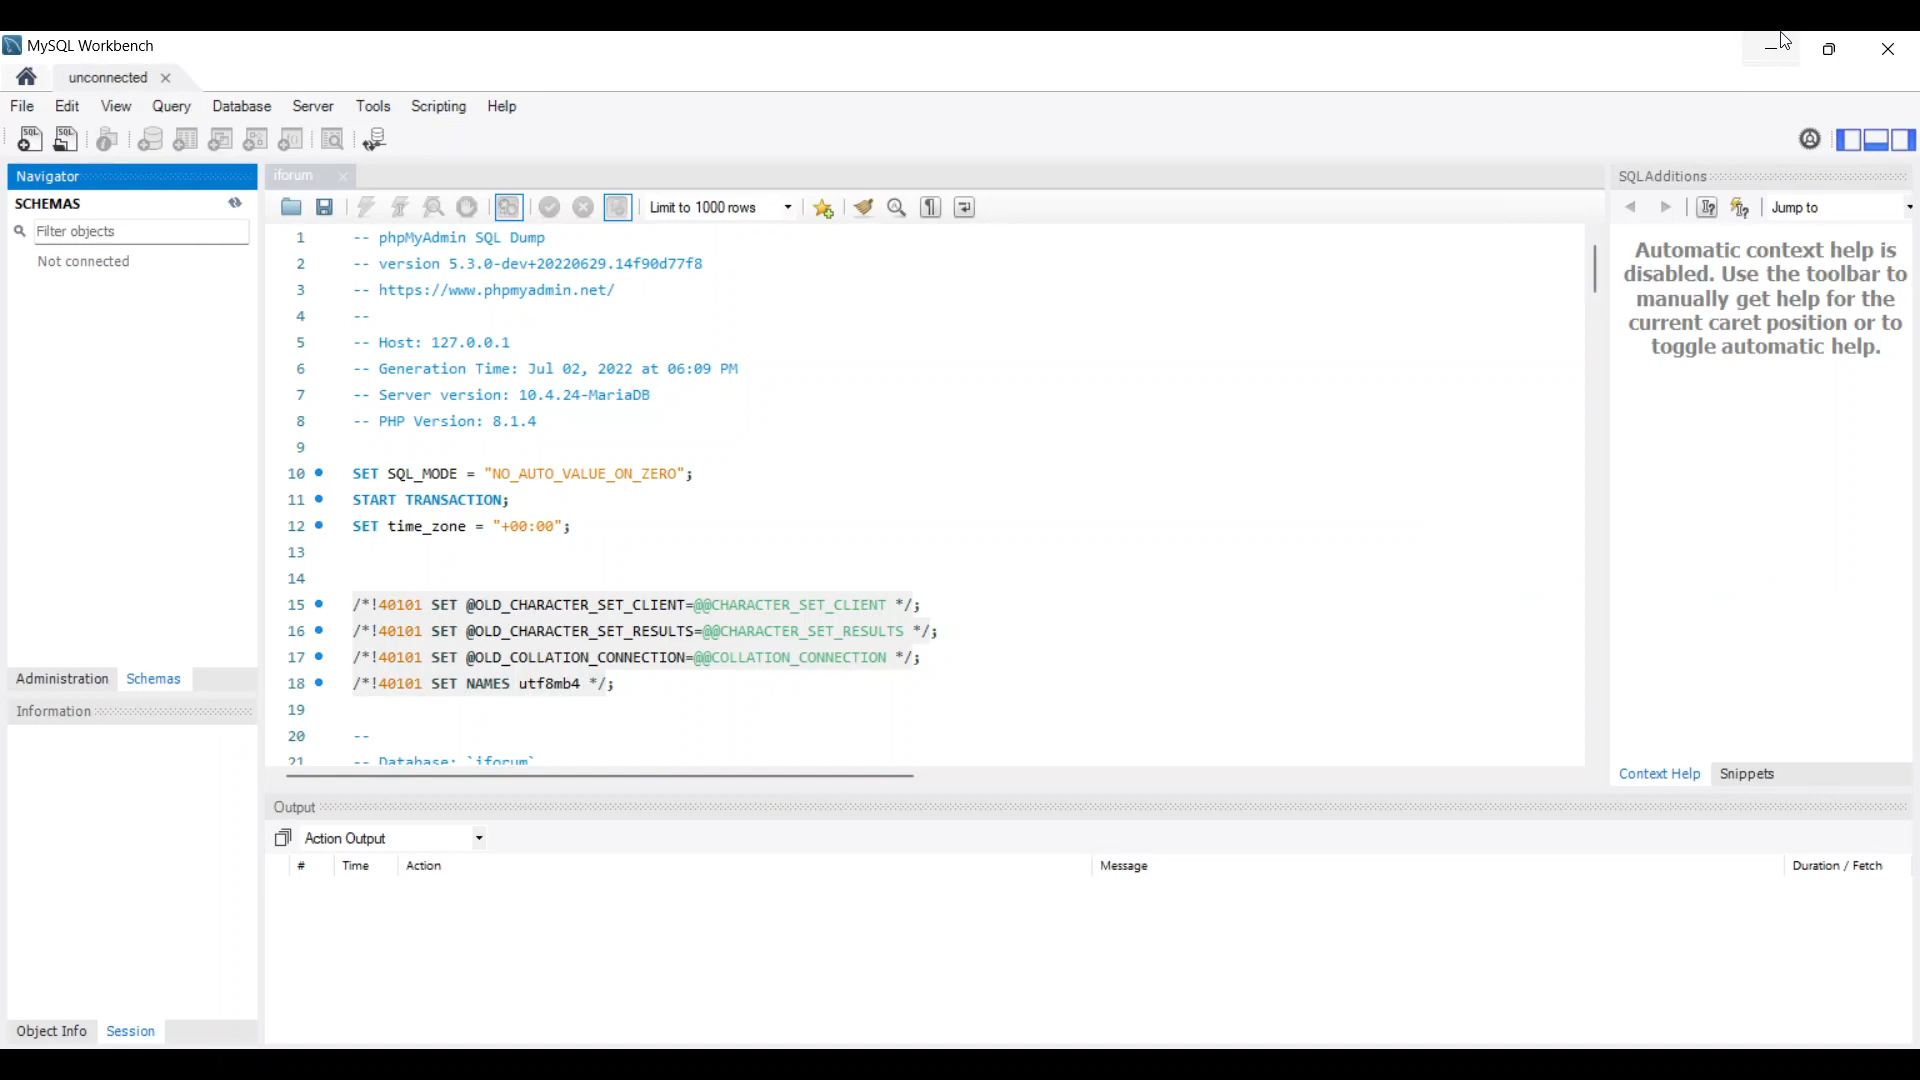 MySQL Workbench
unconnected
File Edit View Query Database Server Tools Scripting Help
Navigator
SCHEMAS
Filter objects
Not connected
Administration Schemas
Information
Object Info Session
iforum
Limit to 1000 rows
1 -- phpMyAdmin SQL Dump
2 -- version 5.3.0-dev+20220629.14f90d77f8
3 -- https://www.phpmyadmin.net/
4 --
5 -- Host: 127.0.0.1
6 -- Generation Time: Jul 02, 2022 at 06:09 PM
7 -- Server version: 10.4.24-MariaDB
8 -- PHP Version: 8.1.4
9
10 SET SQL_MODE = "NO_AUTO_VALUE_ON_ZERO";
11 START TRANSACTION;
12 SET time_zone = "+00:00";
13
14
15 /*!40101 SET @OLD_CHARACTER_SET_CLIENT=@@CHARACTER_SET_CLIENT */;
16 /*!40101 SET @OLD_CHARACTER_SET_RESULTS=@@CHARACTER_SET_RESULTS */;
17 /*!40101 SET @OLD_COLLATION_CONNECTION=@@COLLATION_CONNECTION */;
18 /*!40101 SET NAMES utf8mb4 */;
19
20 --
21 -- Database: `iforum`
SQLAdditions
Jump to
Automatic context help is
disabled. Use the toolbar to
manually get help for the
current caret position or to
toggle automatic help.
Context Help Snippets
Output
Action Output
# Time Action Message Duration / Fetch